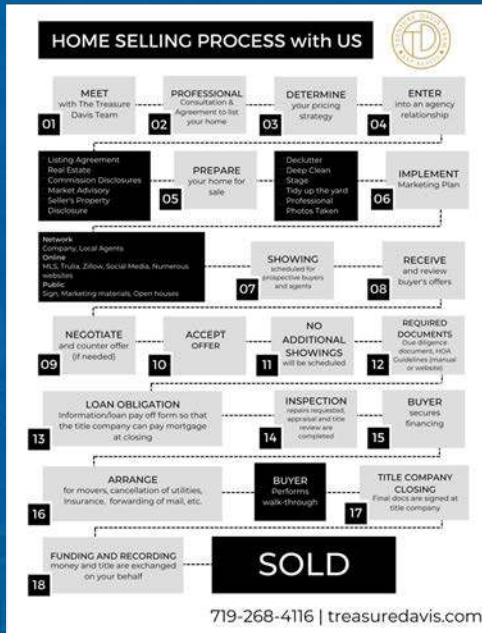 HOME SELLING PROCESS with US
TREASURE DAVIS TEAM
TD
MEET
with The Treasure
Davis Team
01
PROFESSIONAL
Consultation &
Agreement to list
your home
02
DETERMINE
your pricing
strategy
03
ENTER
into an agency
relationship
04
Listing Agreement
Real Estate
Commission Disclosures
Market Advisory
Seller's Property
Disclosure
PREPARE
your home for
sale
05
Declutter
Deep Clean
Stage
Tidy up the yard
Professional
Photos Taken
IMPLEMENT
Marketing Plan
06
Network
Company, Local Agents
Online
MLS, Trulia, Zillow, Social Media, Numerous
websites
Public
Sign, Marketing materials, Open houses
SHOWING
scheduled for
prospective buyers
and agents
07
RECEIVE
and review
buyer's offers
08
NEGOTIATE
and counter offer
(if needed)
09
ACCEPT
OFFER
10
NO
ADDITIONAL
SHOWINGS
will be scheduled
11
REQUIRED
DOCUMENTS
Due diligence
document, HOA
Guidelines (manual
or website)
12
LOAN OBLIGATION
Information/loan pay off form so that
the title company can pay mortgage
at closing
13
INSPECTION
repairs requested,
appraisal and title
review are
completed
14
BUYER
secures
financing
15
ARRANGE
for movers, cancellation of utilities,
Insurance, forwarding of mail, etc.
16
BUYER
Performs
walk-through
TITLE COMPANY
CLOSING
Final docs are signed at
title company
17
FUNDING AND RECORDING
money and title are exchanged
on your behalf
18
SOLD
719-268-4116 | treasuredavis.com